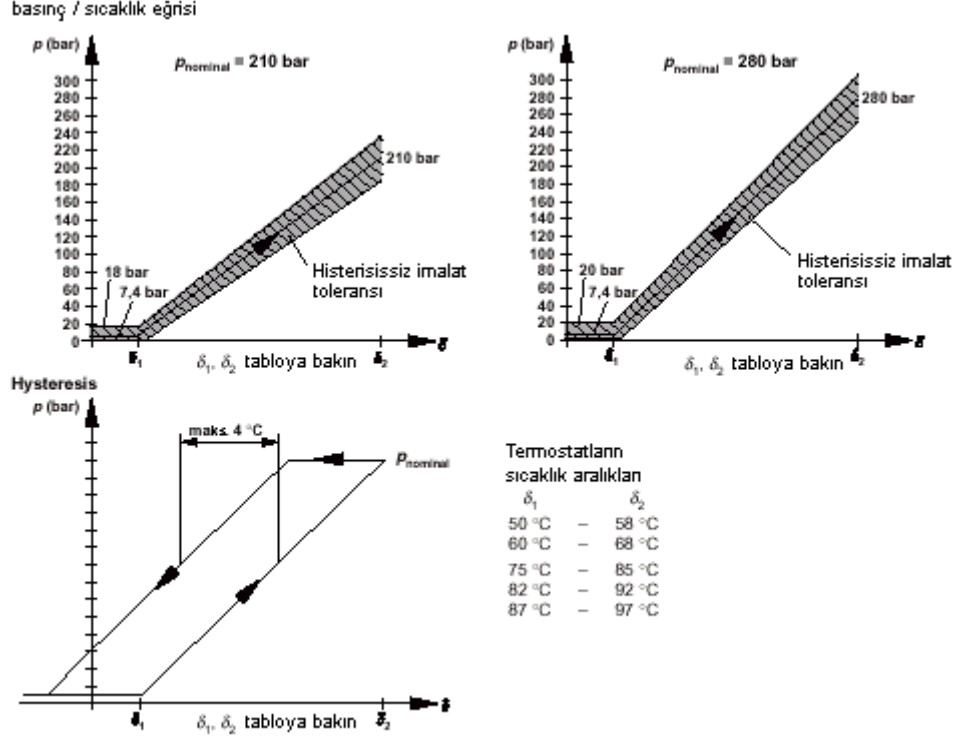 basınç / sıcaklık eğrisi
p (bar)
p nominal = 210 bar
300
280
260
240
220
200
180
160
140
120
100
80
60
40
20
0
18 bar
7,4 bar
210 bar
Histerisissiz imalat
toleransı
δ1, δ2 tabloya bakın
p (bar)
p nominal = 280 bar
300
280
260
240
220
200
180
160
140
120
100
80
60
40
20
0
20 bar
7,4 bar
280 bar
Histerisissiz imalat
toleransı
δ1, δ2 tabloya bakın
Hysteresis
p (bar)
maks. 4 °C
p nominal
δ1, δ2 tabloya bakın
Termostatların
sıcaklık aralıkları
δ1 δ2
50 °C – 58 °C
60 °C – 68 °C
75 °C – 85 °C
82 °C – 92 °C
87 °C – 97 °C